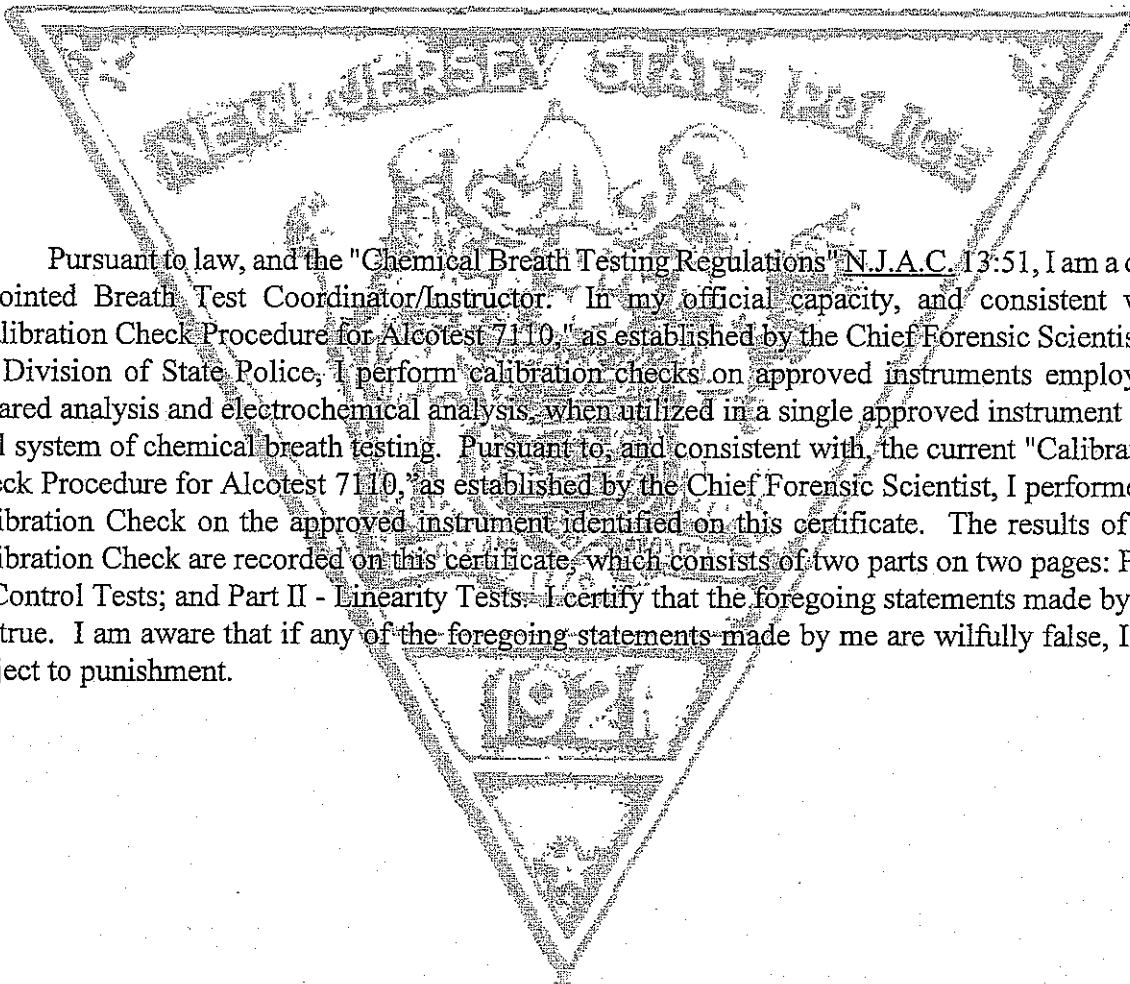 NEW JERSEY STATE POLICE
Pursuant to law, and the "Chemical Breath Testing Regulations" N.J.A.C. 13:51, I am a
ointed Breath Test Coordinator/Instructor. In my official capacity, and consistent
libration Check Procedure for Alcotest 7110," as established by the Chief Forensic Scientis
Division of State Police, I perform calibration checks on approved instruments employ
ared analysis and electrochemical analysis, when utilized in a single approved instrument
l system of chemical breath testing. Pursuant to, and consistent with, the current "Calibra
eck Procedure for Alcotest 7110," as established by the Chief Forensic Scientist, I performe
ibration Check on the approved instrument identified on this certificate. The results of
ibration Check are recorded on this certificate, which consists of two parts on two pages: P
Control Tests; and Part II - Linearity Tests. I certify that the foregoing statements made by
true. I am aware that if any of the foregoing statements made by me are wilfully false, I
ject to punishment.
1921